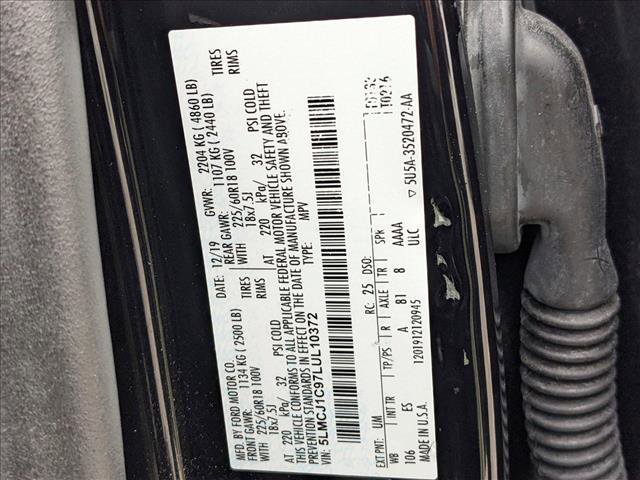 MFD. BY FORD MOTOR CO.
DATE: 12/19 GVWR: 2204 KG ( 4860 LB)
FRONT GAWR: 1134 KG ( 2500 LB) REAR GAWR: 1107 KG ( 2440 LB)
WITH 225/60R18 100V TIRES WITH 225/60R18 100V TIRES
18x7.5J RIMS 18x7.5J RIMS
AT 220 kPa/ 32 PSI COLD AT 220 kPa/ 32 PSI COLD
THIS VEHICLE CONFORMS TO ALL APPLICABLE FEDERAL MOTOR VEHICLE SAFETY AND THEFT
PREVENTION STANDARDS IN EFFECT ON THE DATE OF MANUFACTURE SHOWN ABOVE.
VIN: 5LMCJ1C97LUL10372 TYPE: MPV
EXT PNT: UM RC: 25 DSO:
WB INT TR TP/PS R AXLE TR SPR
106 ES A B1 8 AAAA
MADE IN U.S.A. 1201912120945 ULC
T0216
5U5A-3520472-AA